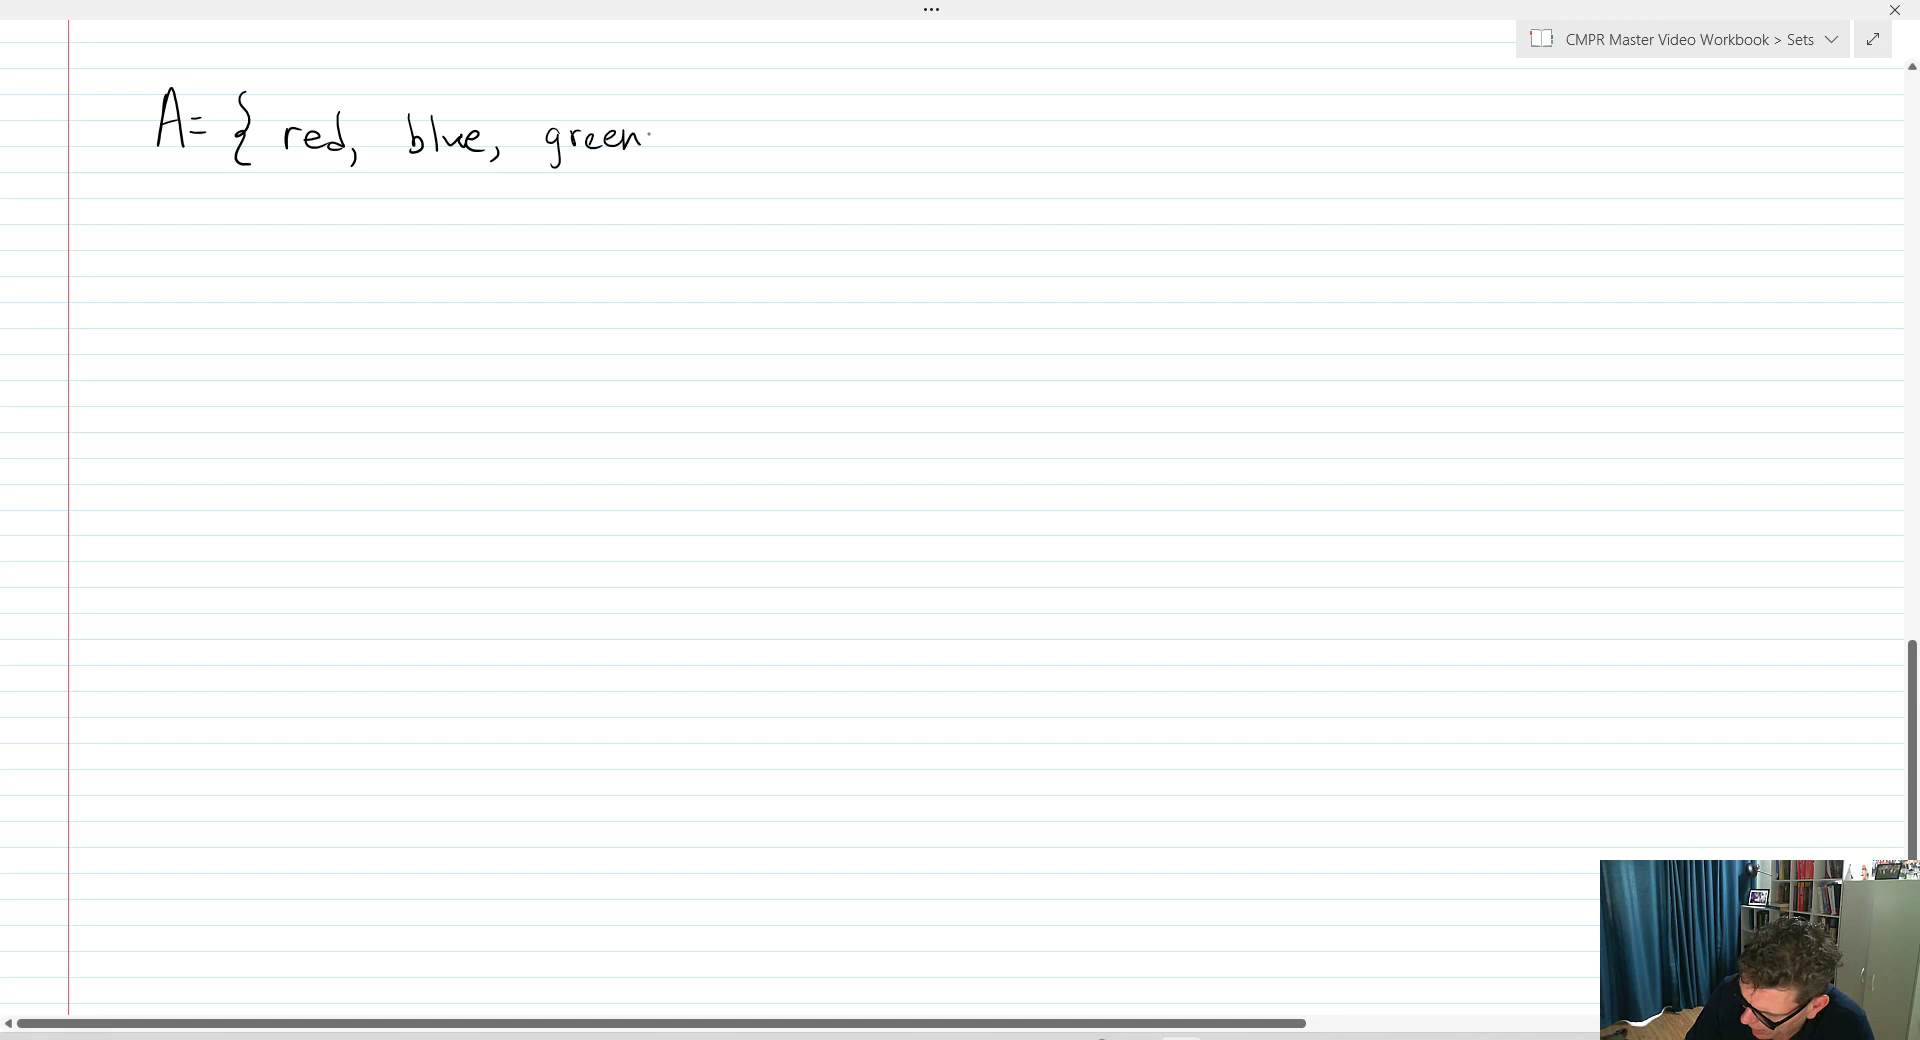 CMPR Master Video Workbook > Sets
A = { red, blue, green